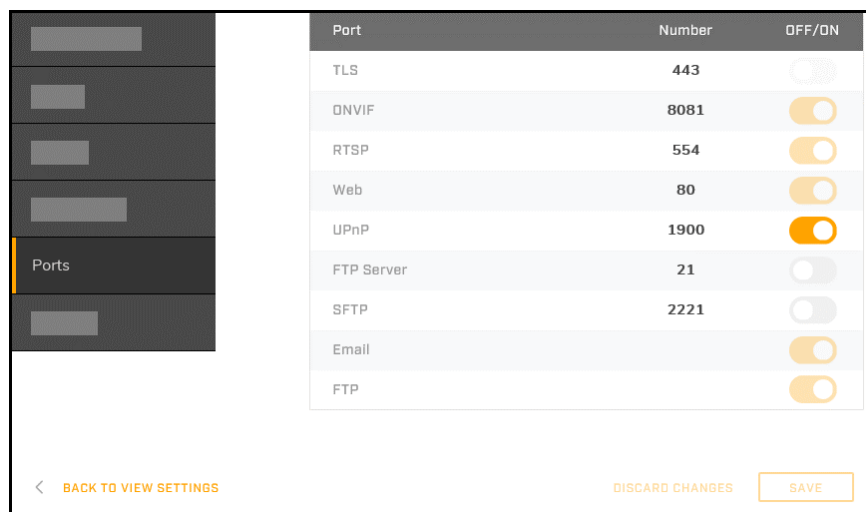 Port Number OFF/ON
TLS 443
ONVIF 8081
RTSP 554
Web 80
UPnP 1900
Ports
FTP Server 21
SFTP 2221
Email
FTP
BACK TO VIEW SETTINGS DISCARD CHANGES SAVE